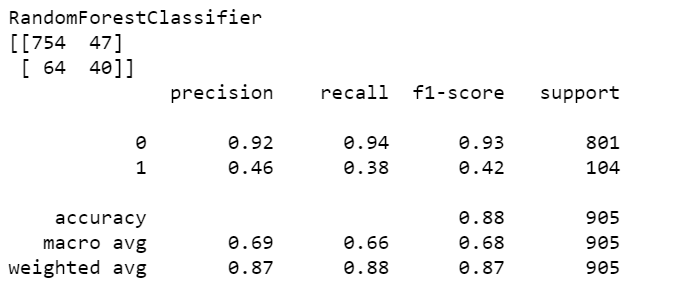 RandomForestClassifier
[[754  47]
 [ 64  40]]
              precision    recall  f1-score   support

           0       0.92      0.94      0.93       801
           1       0.46      0.38      0.42       104

    accuracy                           0.88       905
   macro avg       0.69      0.66      0.68       905
weighted avg       0.87      0.88      0.87       905